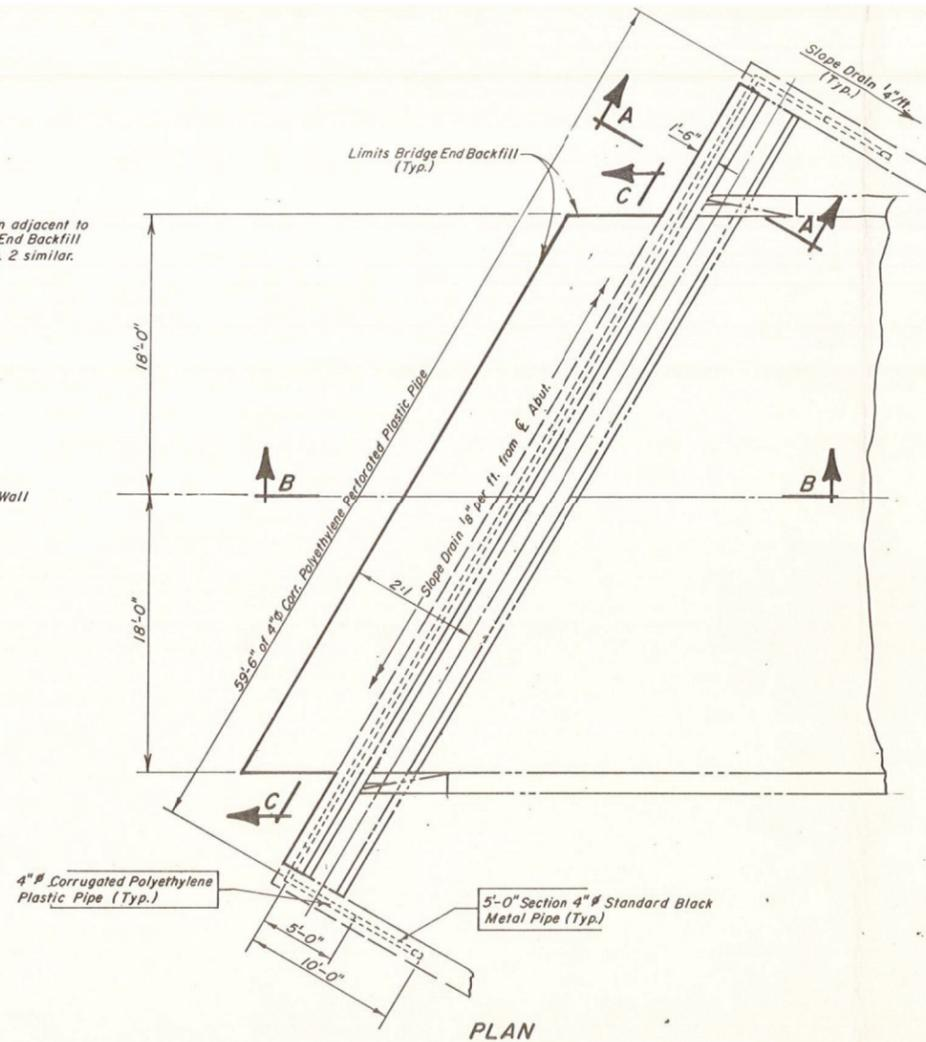 Slope Drain 1/4"/ft.
(Typ.)
A
1'-6"
Limits Bridge End Backfill
(Typ.)
C
A
n adjacent to
End Backfill
. 2 similar.
18'-0"
59'-6" of 4"ø Corr. Polyethylene Perforated Plastic Pipe
Slope Drain 1/8" per ft. from ℄ Abut.
B
B
Wall
2:1
18'-0"
C
4"ø Corrugated Polyethylene
Plastic Pipe (Typ.)
5'-0" Section 4"ø Standard Black
Metal Pipe (Typ.)
5'-0"
10'-0"
PLAN